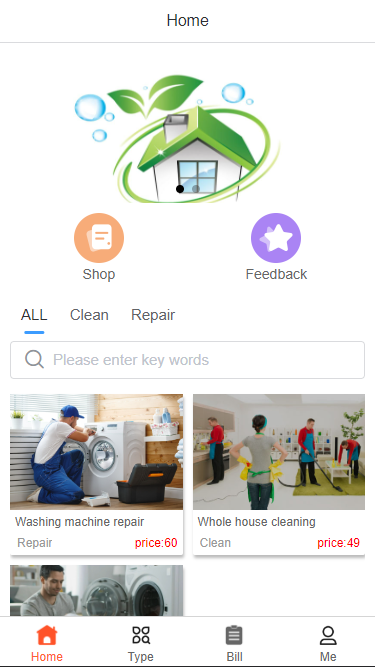 Home
Shop
Feedback
ALL
Clean
Repair
Please enter key words
Washing machine repair
Repair
price:60
Whole house cleaning
Clean
price:49
Home
Type
Bill
Me